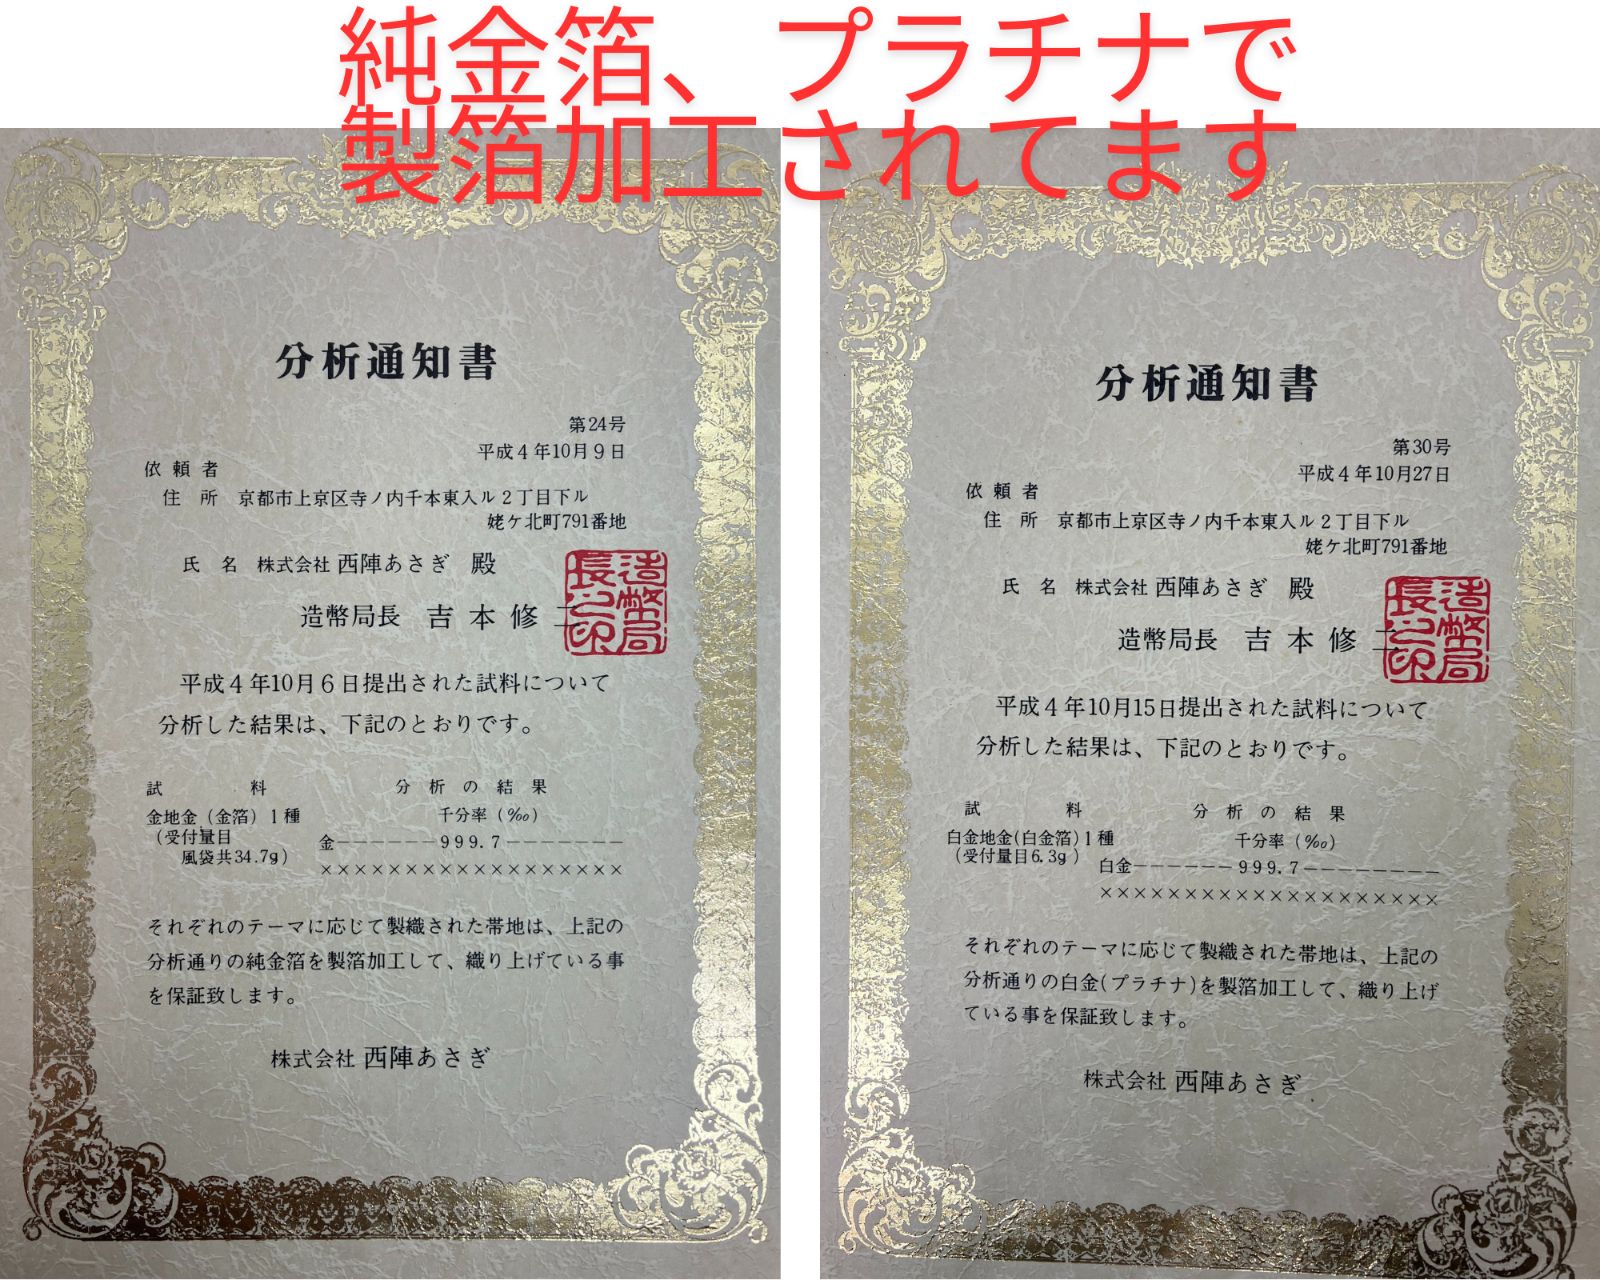 純金箔、プラチナで
製箔加工されてます
分析通知書
第24号
平成4年10月9日
依頼者
住所 京都市上京区寺ノ内千本東入ル2丁目下ル
姥ケ北町791番地
氏名 株式会社 西陣あさぎ 殿
造幣局長 吉本修二
造幣局長之印
平成4年10月6日提出された試料について
分析した結果は、下記のとおりです。
試料 分析の結果
金地金(金箔)1種 千分率(‰)
(受付量目
風袋共34.7g)
金――――――999.7――――――――
××××××××××××××××××
それぞれのテーマに応じて製織された帯地は、上記の
分析通りの純金箔を製箔加工して、織り上げている事
を保証致します。
株式会社 西陣あさぎ
分析通知書
第30号
平成4年10月27日
依頼者
住所 京都市上京区寺ノ内千本東入ル2丁目下ル
姥ケ北町791番地
氏名 株式会社 西陣あさぎ 殿
造幣局長 吉本修二
造幣局長之印
平成4年10月15日提出された試料について
分析した結果は、下記のとおりです。
試料 分析の結果
白金地金(白金箔)1種 千分率(‰)
(受付量目6.3g)
白金――――――999.7――――――――
××××××××××××××××××××
それぞれのテーマに応じて製織された帯地は、上記の
分析通りの白金(プラチナ)を製箔加工して、織り上げ
ている事を保証致します。
株式会社 西陣あさぎ